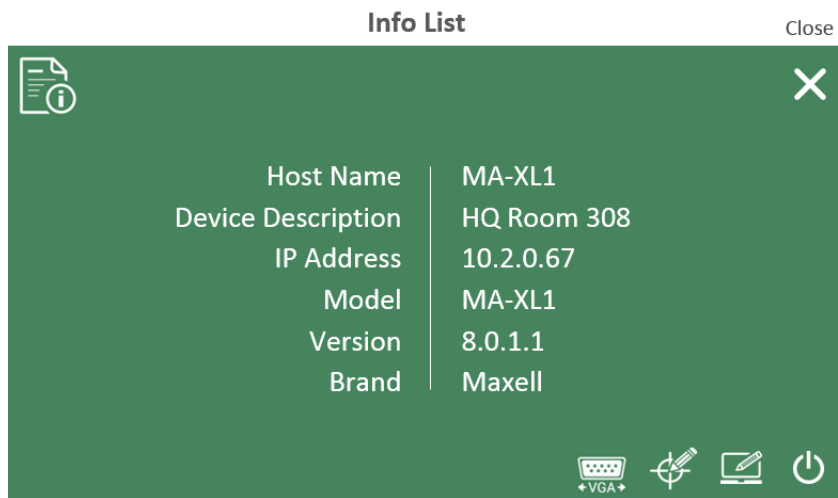 Info List
Close
Host Name MA-XL1
Device Description HQ Room 308
IP Address 10.2.0.67
Model MA-XL1
Version 8.0.1.1
Brand Maxell
VGA